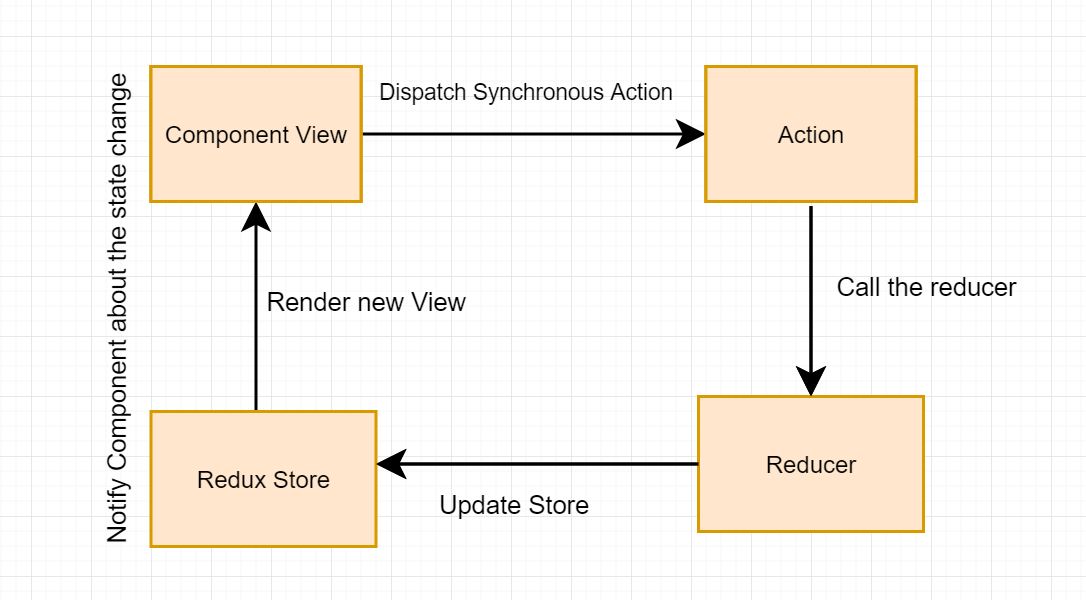 Notify Component about the state change
Component View
Dispatch Synchronous Action
Action
Render new View
Call the reducer
Redux Store
Update Store
Reducer